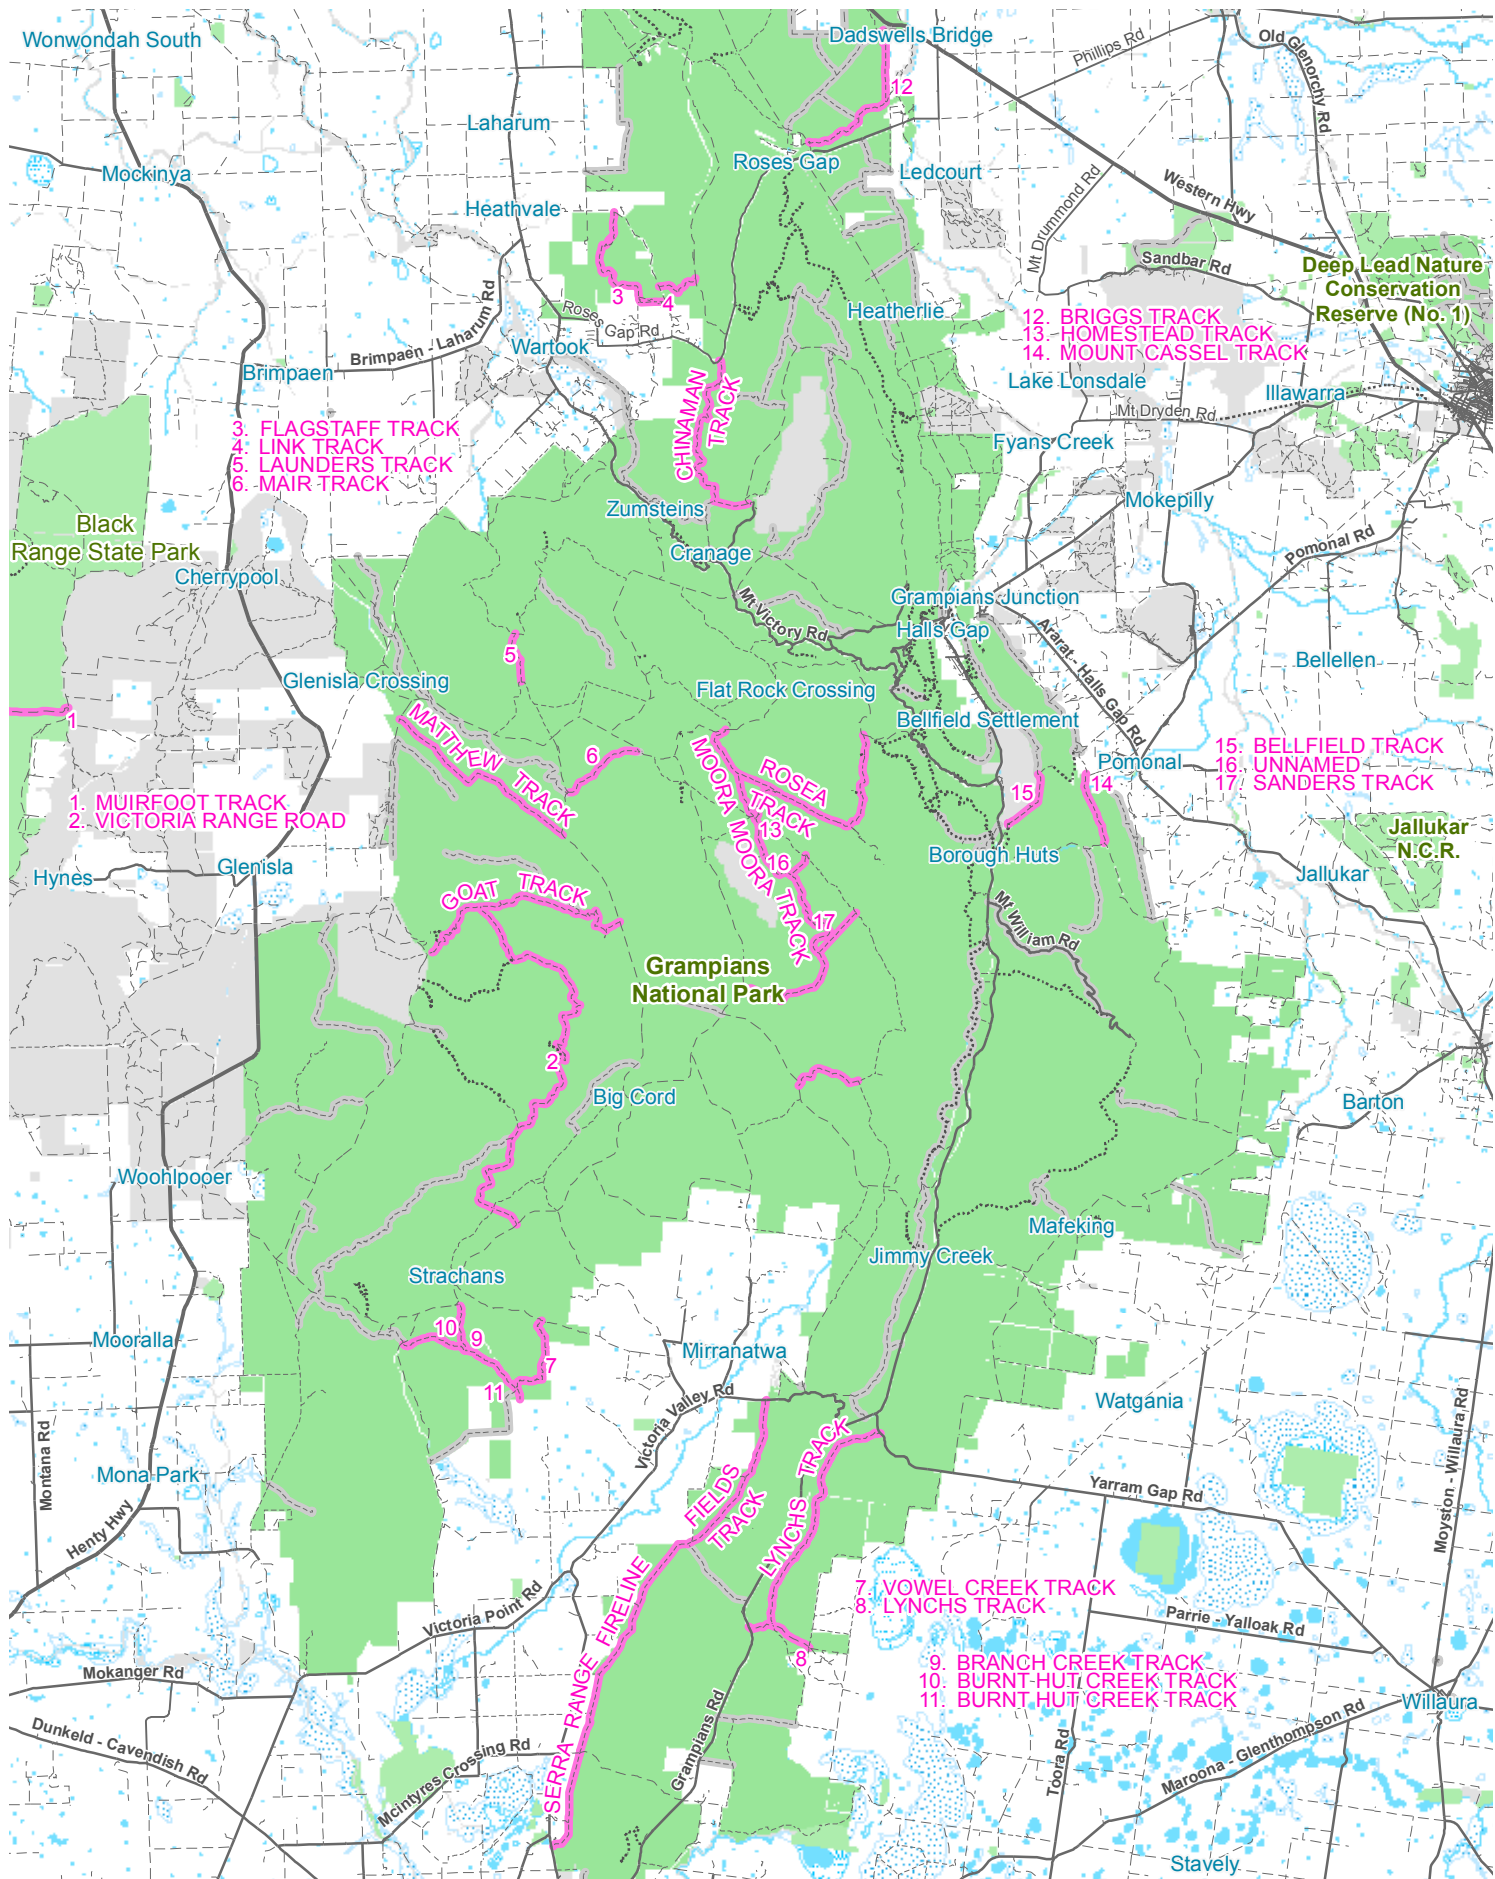 Wonwondah South
Dadswells Bridge
Phillips Rd
Old Glenorchy Rd
12
Laharum
Roses Gap
Ledcourt
Mockinya
Heathvale
Mt Drummond Rd
Western Hwy
Sandbar Rd
Deep Lead Nature
Conservation
Reserve (No. 1)
3
4
Roses Gap Rd
Heatherlie
12. BRIGGS TRACK
13. HOMESTEAD TRACK
14. MOUNT CASSEL TRACK
Brimpaen - Laharum Rd
Wartook
Brimpaen
Lake Lonsdale
Illawarra
Mt Dryden Rd
CHINAMAN
TRACK
3. FLAGSTAFF TRACK
4. LINK TRACK
5. LAUNDERS TRACK
6. MAIR TRACK
Fyans Creek
Mokepilly
Zumsteins
Black
Range State Park
Cranage
Pomonal Rd
Cherrypool
Mt Victory Rd
Grampians Junction
Halls Gap
Ararat - Halls Gap Rd
5
Bellellen
Glenisla Crossing
Flat Rock Crossing
1
Bellfield Settlement
MATTHEW TRACK
6
MOORA MOORA TRACK
ROSEA
TRACK
Pomonal
15
14
15. BELLFIELD TRACK
16. UNNAMED
17. SANDERS TRACK
1. MUIRFOOT TRACK
2. VICTORIA RANGE ROAD
13
16
Borough Huts
Jallukar
N.C.R.
Hynes
Glenisla
Jallukar
GOAT TRACK
17
Mt William Rd
Grampians
National Park
2
Big Cord
Barton
Woohlpooer
Mafeking
Jimmy Creek
Strachans
10
9
7
11
Mooralla
Mirranatwa
Victoria Valley Rd
Watgania
Montana Rd
Mona Park
Henty Hwy
FIELDS
TRACK
LYNCHS TRACK
Yarram Gap Rd
Moyston - Willaura Rd
SERRA RANGE FIRELINE
7. VOWEL CREEK TRACK
8. LYNCHS TRACK
Victoria Point Rd
Parrie - Yalloak Rd
8
9. BRANCH CREEK TRACK
10. BURNT HUT CREEK TRACK
11. BURNT HUT CREEK TRACK
Mokanger Rd
Willaura
Dunkeld - Cavendish Rd
Mcintyres Crossing Rd
Grampians Rd
Toora Rd
Maroona - Glenthompson Rd
Stavely